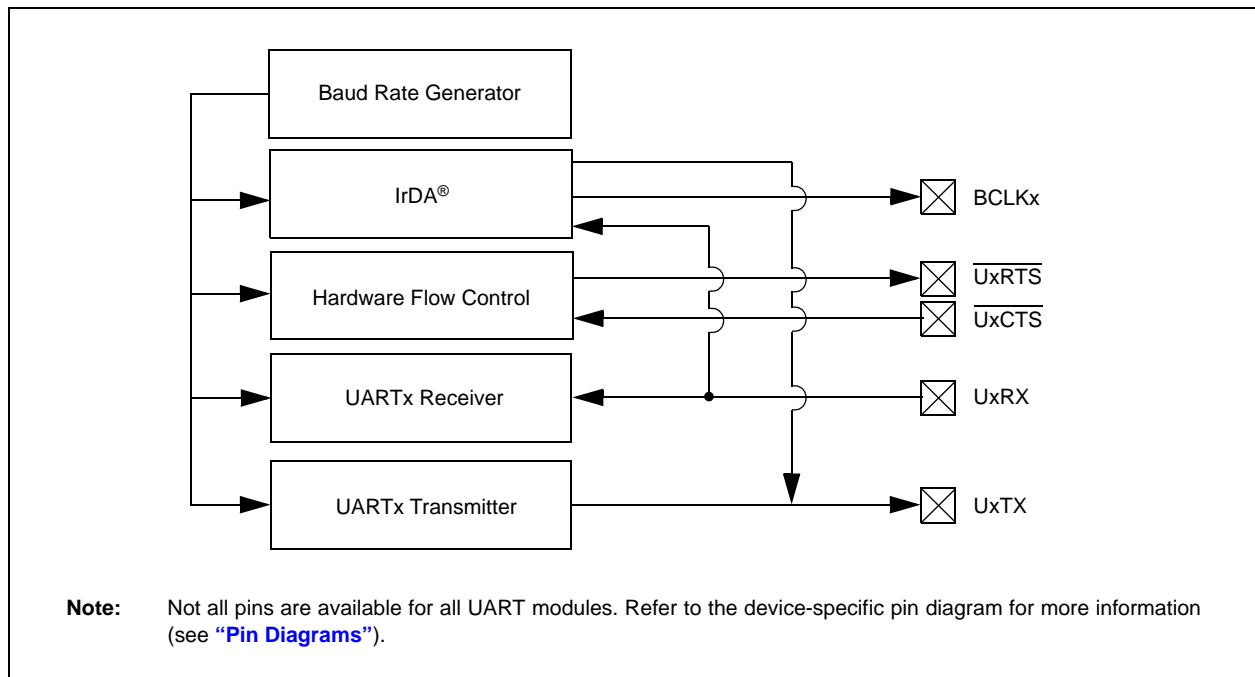 Baud Rate Generator
IrDA®
BCLKx
UxRTS
Hardware Flow Control
UxCTS
UARTx Receiver
UxRX
UARTx Transmitter
UxTX
Note: Not all pins are available for all UART modules. Refer to the device-specific pin diagram for more information
(see “Pin Diagrams”).